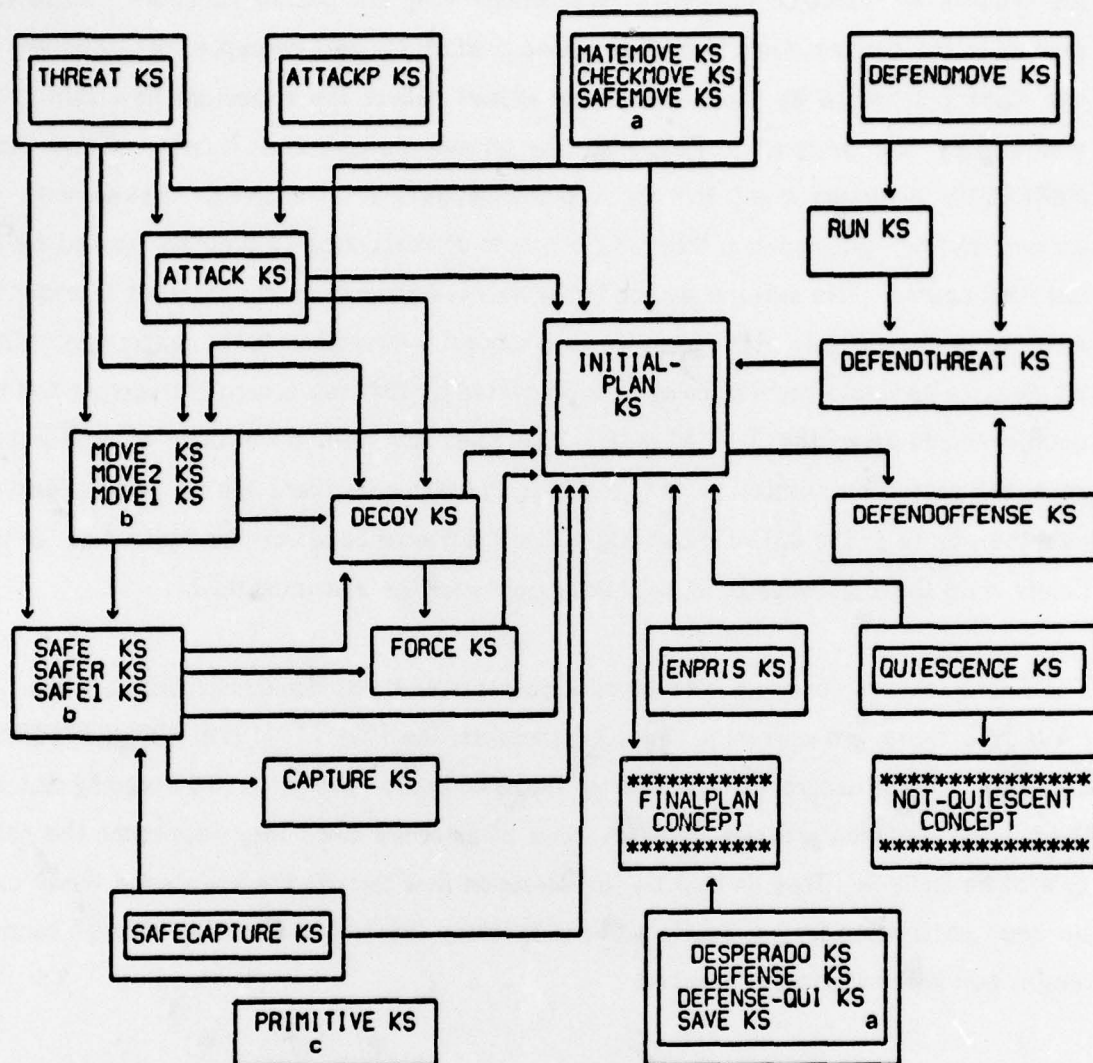 THREAT KS
ATTACKP KS
MATEMOVE KS
CHECKMOVE KS
SAFEMOVE KS
a
DEFENDMOVE KS
RUN KS
ATTACK KS
INITIAL-
PLAN
KS
DEFENDTHREAT KS
MOVE KS
MOVE2 KS
MOVE1 KS
b
DECOY KS
DEFENDOFFENSE KS
SAFE KS
SAFER KS
SAFE1 KS
b
FORCE KS
ENPRIS KS
QUIESCENCE KS
CAPTURE KS
***********
FINALPLAN
CONCEPT
***********
***************
NOT-QUIESCENT
CONCEPT
***************
SAFECAPTURE KS
DESPERADO KS
DEFENSE KS
DEFENSE-QUI KS
SAVE KS a
PRIMITIVE KS
c